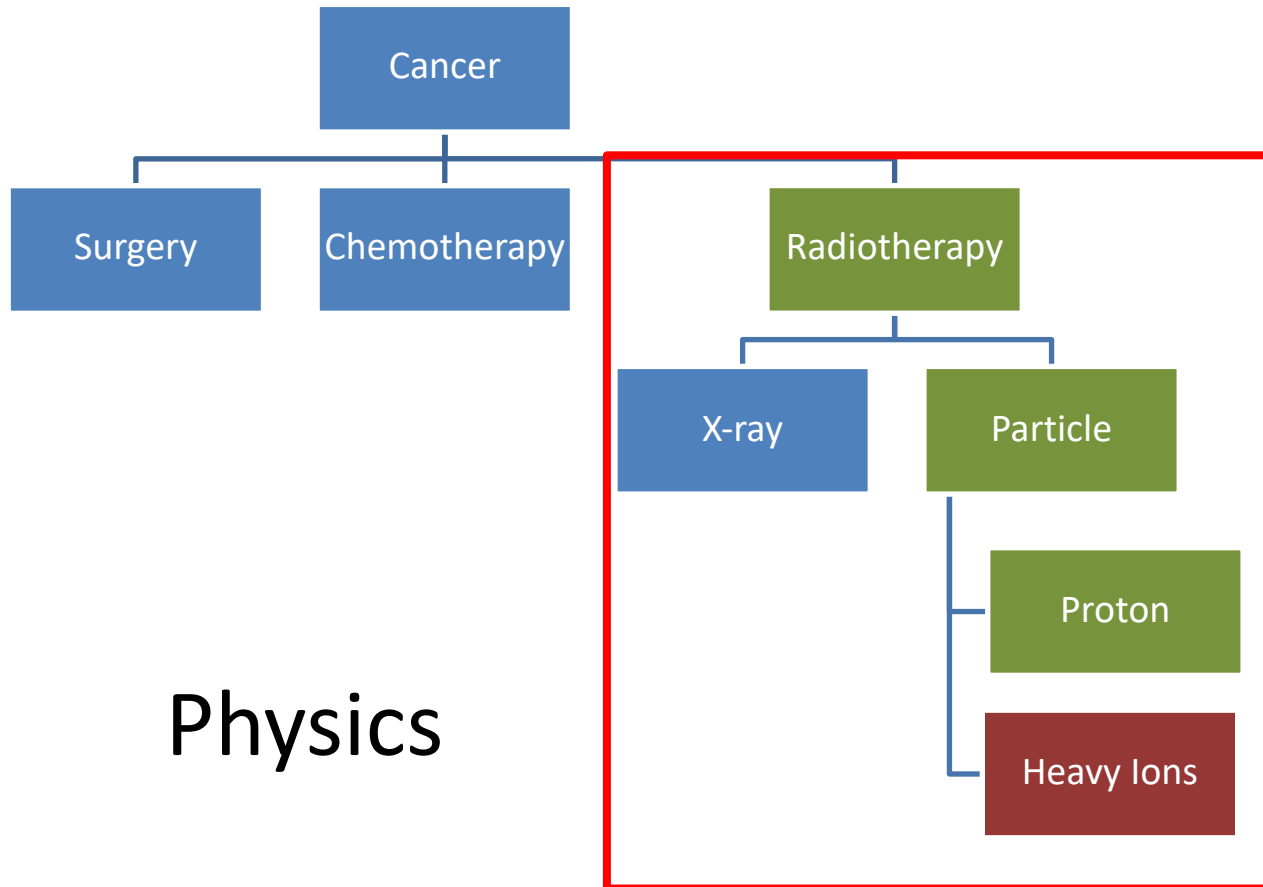 Cancer
Surgery
Chemotherapy
Radiotherapy
X-ray
Particle
Proton
Physics
Heavy Ions